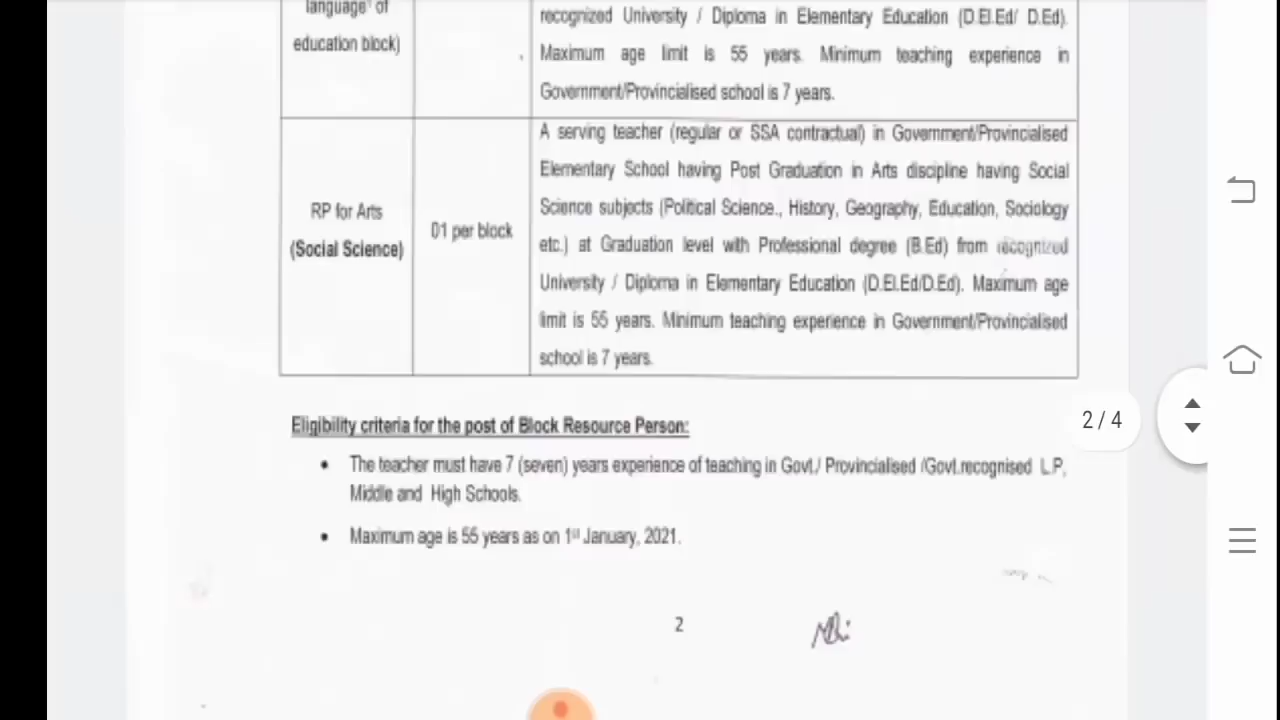 language' of
education block)
recognized University / Diploma in Elementary Education (D.El.Ed/ D.Ed).
Maximum age limit is 55 years. Minimum teaching experience in
Government/Provincialised school is 7 years.
RP for Arts
(Social Science)
01 per block
A serving teacher (regular or SSA contractual) in Government/Provincialised
Elementary School having Post Graduation in Arts discipline having Social
Science subjects (Political Science., History, Geography, Education, Sociology
etc.) at Graduation level with Professional degree (B.Ed) from recognized
University / Diploma in Elementary Education (D.El.Ed/D.Ed). Maximum age
limit is 55 years. Minimum teaching experience in Government/Provincialised
school is 7 years.
2 / 4
Eligibility criteria for the post of Block Resource Person:
• The teacher must have 7 (seven) years experience of teaching in Govt./ Provincialised /Govt.recognised L.P,
Middle and High Schools.
• Maximum age is 55 years as on 1st January, 2021.
2